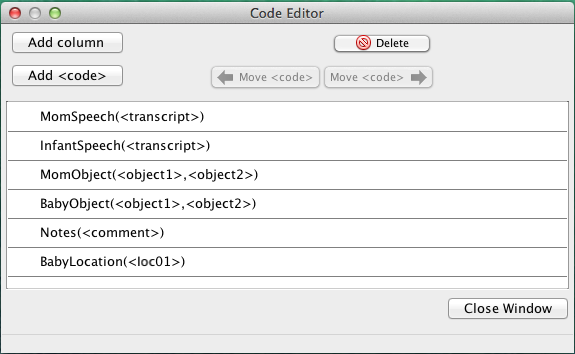 Code Editor
Add column
Delete
Add <code>
Move <code>
Move <code>
MomSpeech(<transcript>)
InfantSpeech(<transcript>)
MomObject(<object1>,<object2>)
BabyObject(<object1>,<object2>)
Notes(<comment>)
BabyLocation(<loc01>)
Close Window